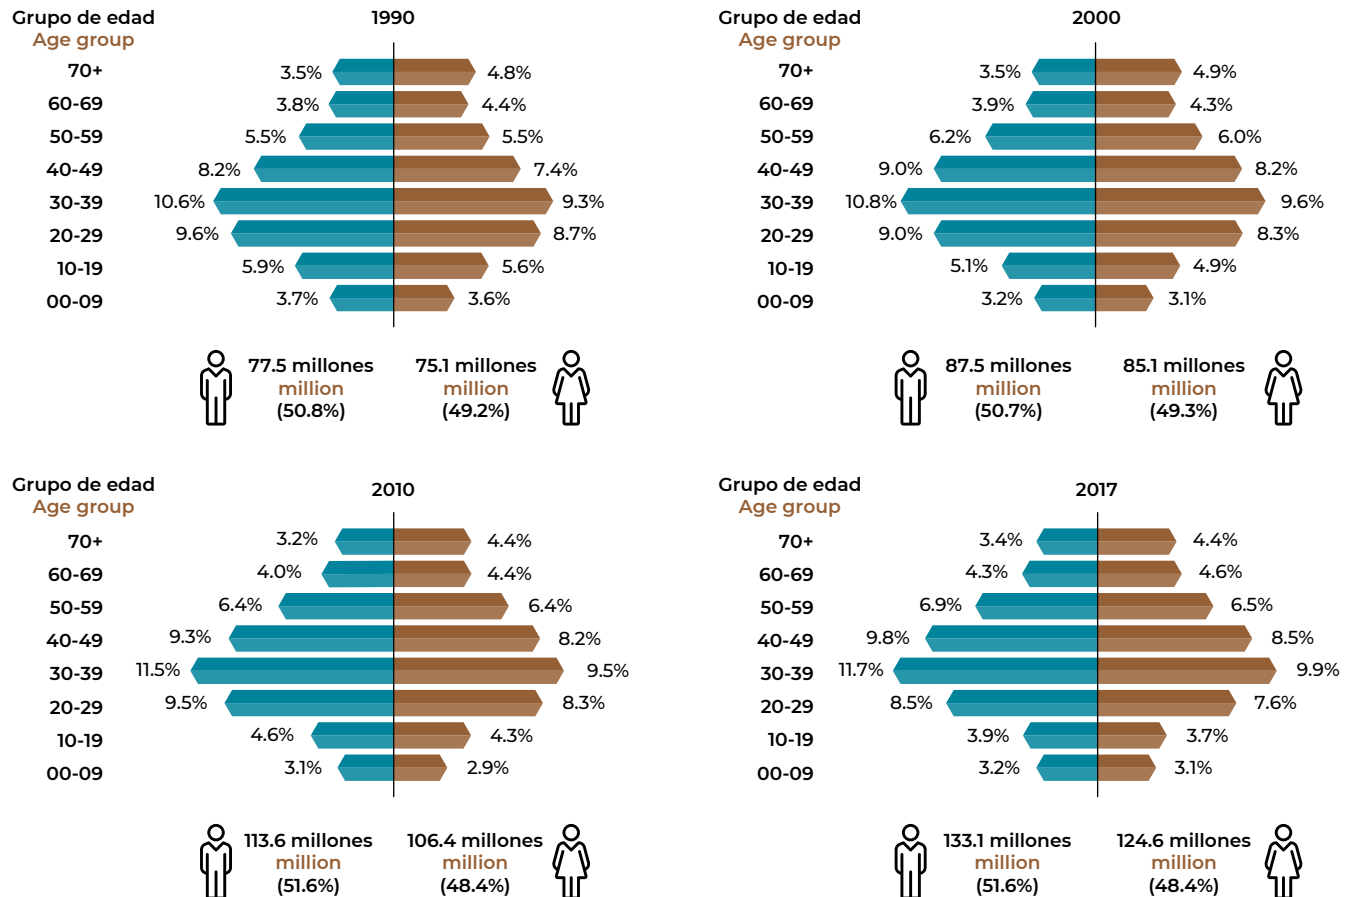 Grupo de edad
Age group
1990
70+ 3.5% 4.8%
60-69 3.8% 4.4%
50-59 5.5% 5.5%
40-49 8.2% 7.4%
30-39 10.6% 9.3%
20-29 9.6% 8.7%
10-19 5.9% 5.6%
00-09 3.7% 3.6%
77.5 millones
million
(50.8%)
75.1 millones
million
(49.2%)
Grupo de edad
Age group
2000
70+ 3.5% 4.9%
60-69 3.9% 4.3%
50-59 6.2% 6.0%
40-49 9.0% 8.2%
30-39 10.8% 9.6%
20-29 9.0% 8.3%
10-19 5.1% 4.9%
00-09 3.2% 3.1%
87.5 millones
million
(50.7%)
85.1 millones
million
(49.3%)
Grupo de edad
Age group
2010
70+ 3.2% 4.4%
60-69 4.0% 4.4%
50-59 6.4% 6.4%
40-49 9.3% 8.2%
30-39 11.5% 9.5%
20-29 9.5% 8.3%
10-19 4.6% 4.3%
00-09 3.1% 2.9%
113.6 millones
million
(51.6%)
106.4 millones
million
(48.4%)
Grupo de edad
Age group
2017
70+ 3.4% 4.4%
60-69 4.3% 4.6%
50-59 6.9% 6.5%
40-49 9.8% 8.5%
30-39 11.7% 9.9%
20-29 8.5% 7.6%
10-19 3.9% 3.7%
00-09 3.2% 3.1%
133.1 millones
million
(51.6%)
124.6 millones
million
(48.4%)